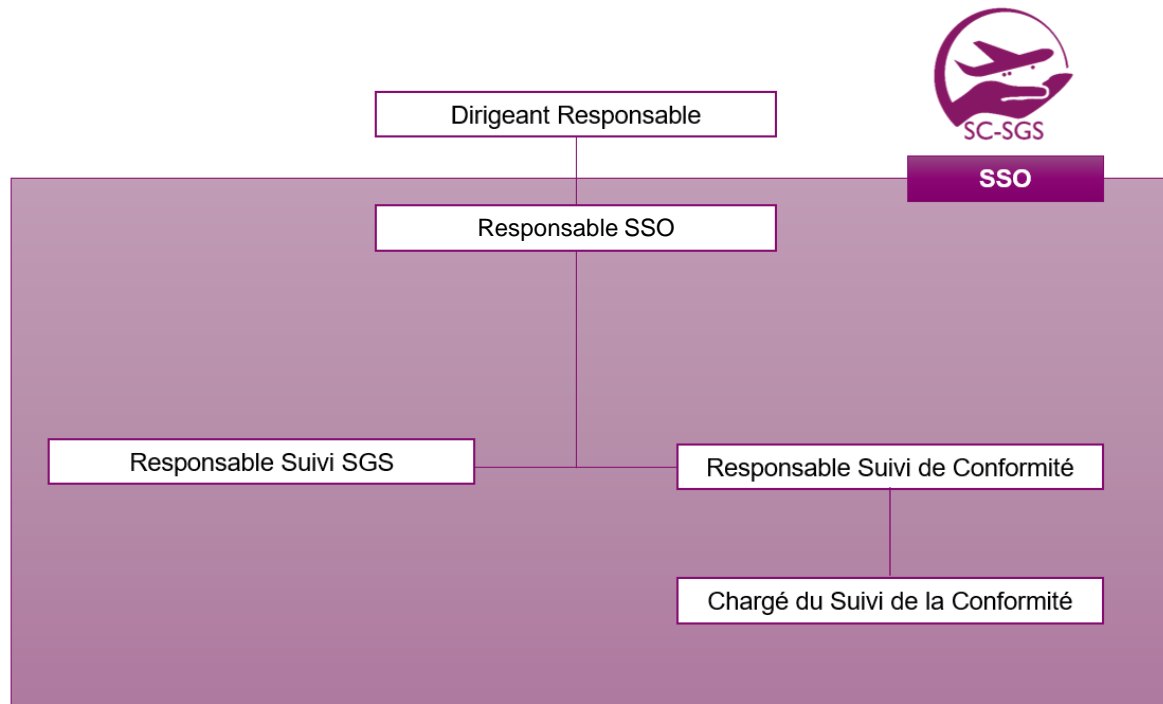 SC-SGS
Dirigeant Responsable
SSO
Responsable SSO
Responsable Suivi SGS
Responsable Suivi de Conformité
Chargé du Suivi de la Conformité